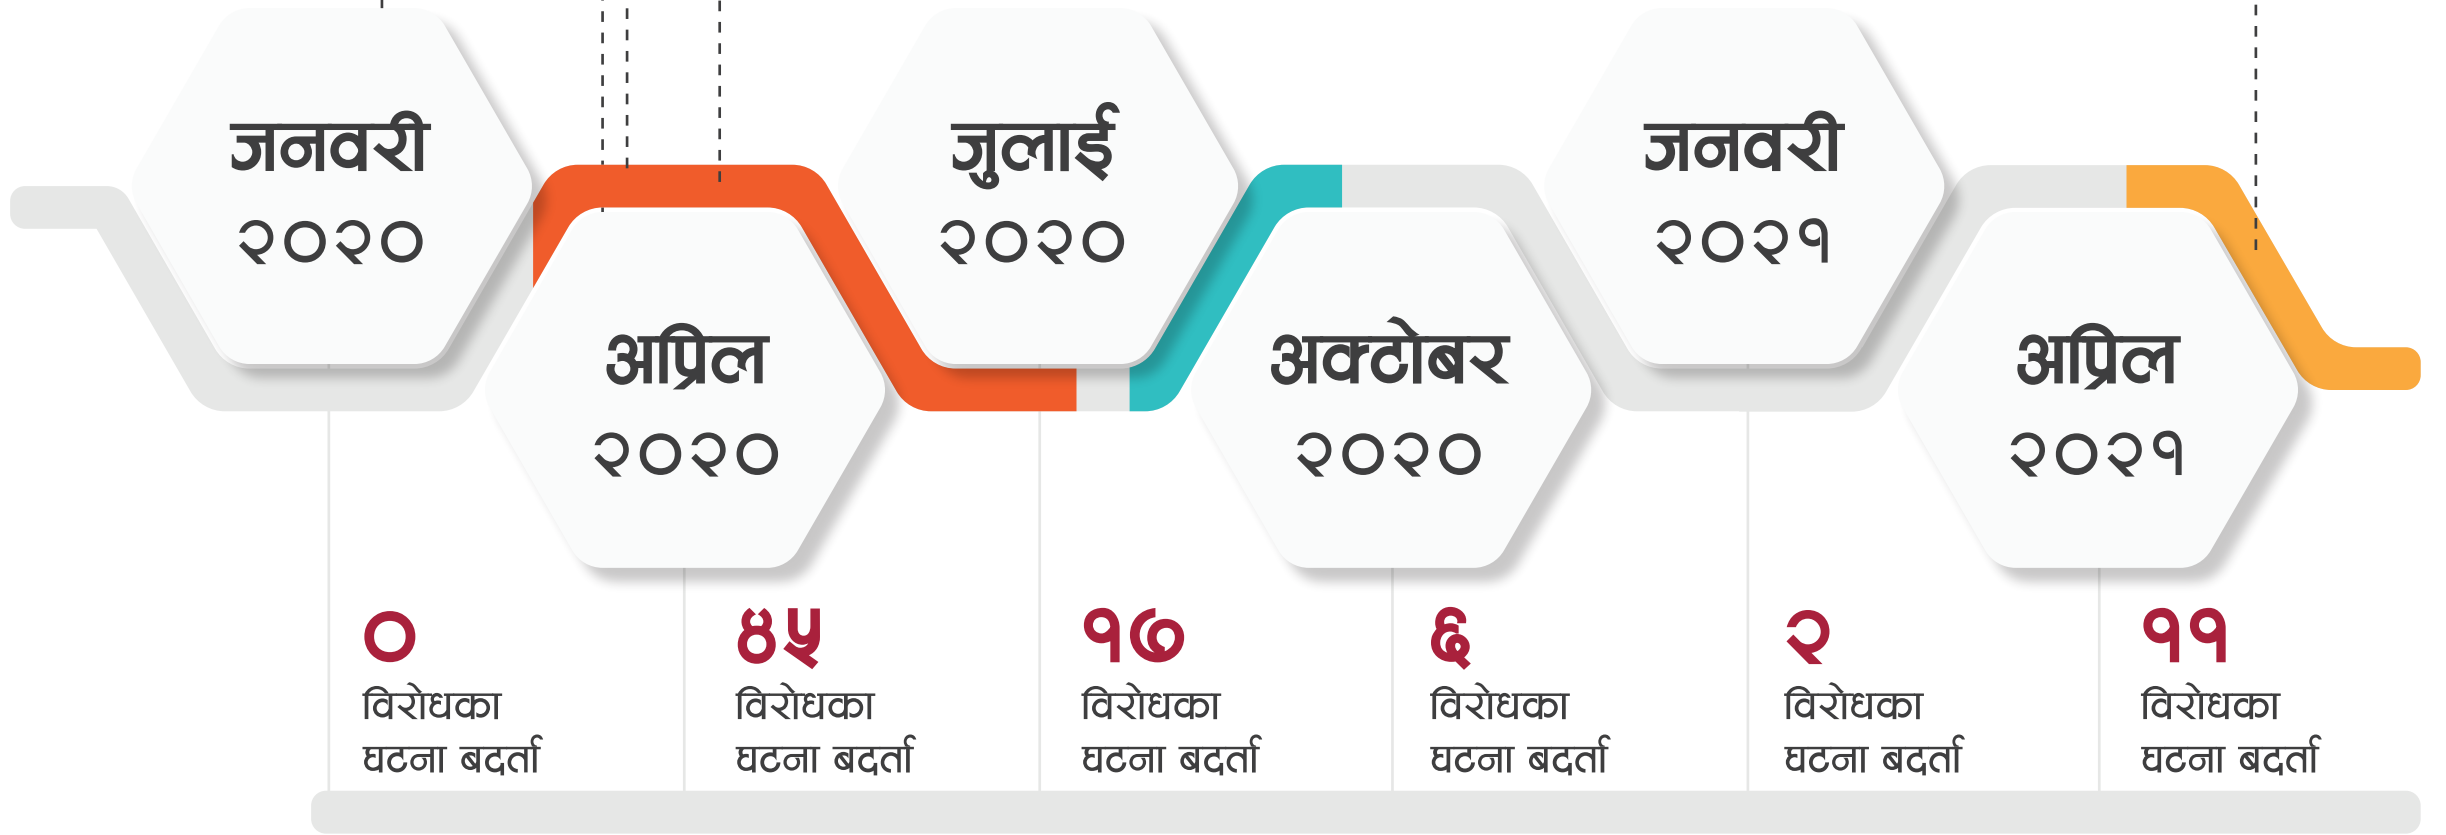 जनवरी
२०२०
अप्रिल
२०२०
जुलाई
२०२०
अक्टोबर
२०२०
जनवरी
२०२१
अप्रिल
२०२१
०
विरोधका
घटना बदर्ता
४५
विरोधका
घटना बदर्ता
१७
विरोधका
घटना बदर्ता
६
विरोधका
घटना बदर्ता
२
विरोधका
घटना बदर्ता
११
विरोधका
घटना बदर्ता